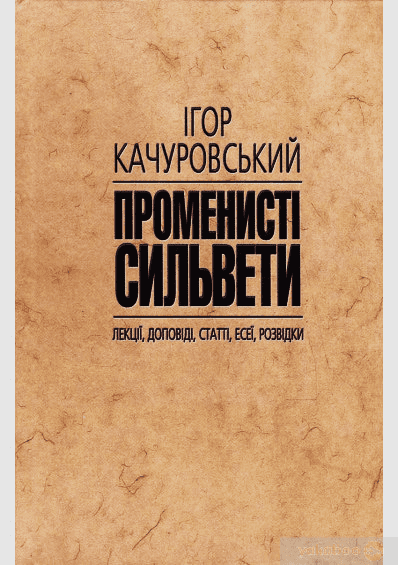 ІГОР
КАЧУРОВСЬКИЙ
ПРОМЕНИСТІ
СИЛЬВЕТИ
ЛЕКЦІЇ, ДОПОВІДІ, СТАТТІ, ЕСЕЇ, РОЗВІДКИ